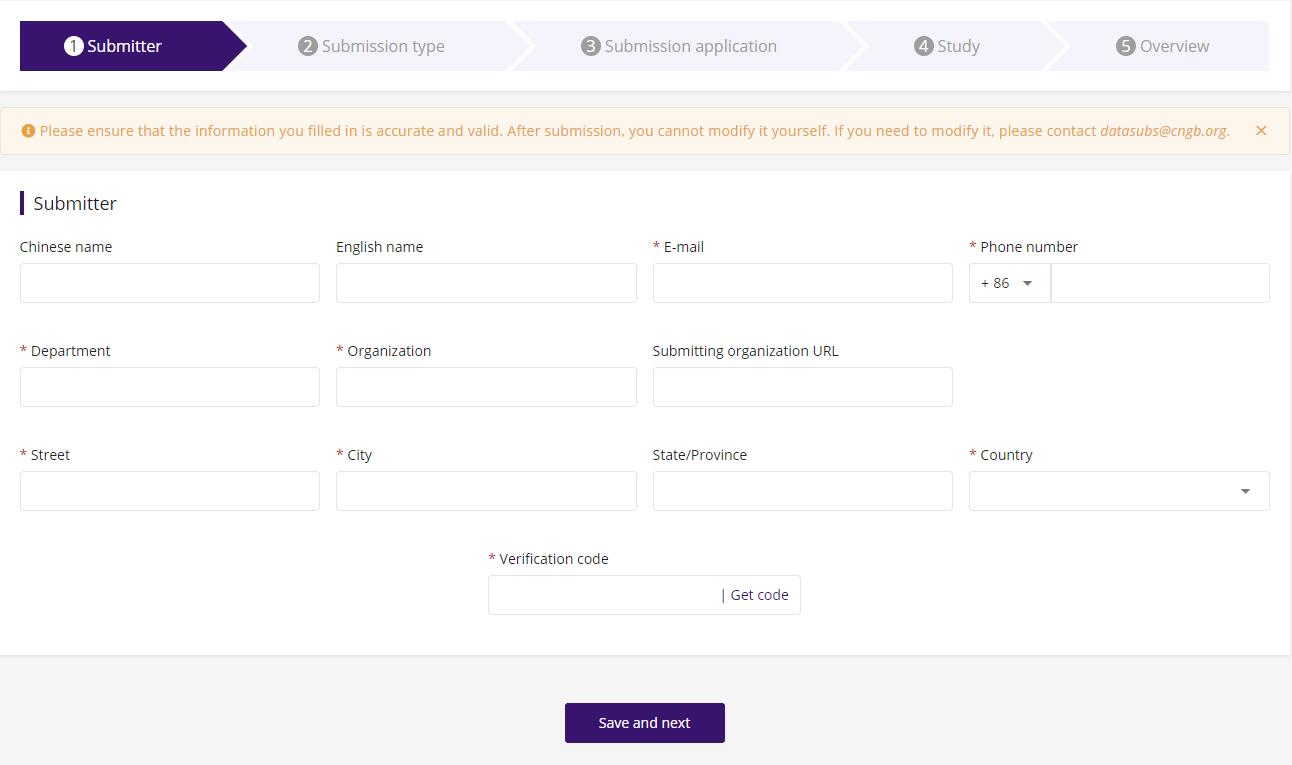 1 Submitter
2 Submission type
3 Submission application
4 Study
5 Overview
Please ensure that the information you filled in is accurate and valid. After submission, you cannot modify it yourself. If you need to modify it, please contact datasubs@cngb.org.
Submitter
Chinese name
English name
* E-mail
* Phone number
+ 86
* Department
* Organization
Submitting organization URL
* Street
* City
State/Province
* Country
* Verification code
| Get code
Save and next